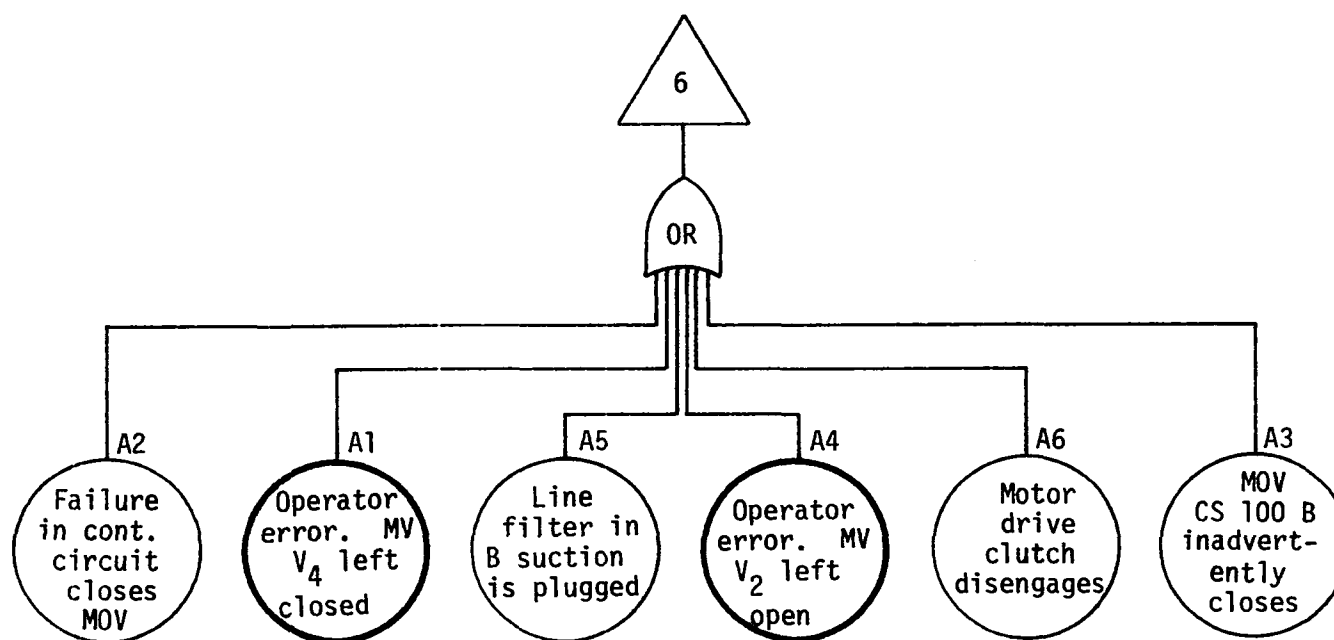 6
OR
A2
Failure
in cont.
circuit
closes
MOV
A1
Operator
error. MV
V4 left
closed
A5
Line
filter in
B suction
is plugged
A4
Operator
error. MV
V2 left
open
A6
Motor
drive
clutch
disengages
A3
MOV
CS 100 B
inadvert-
ently
closes